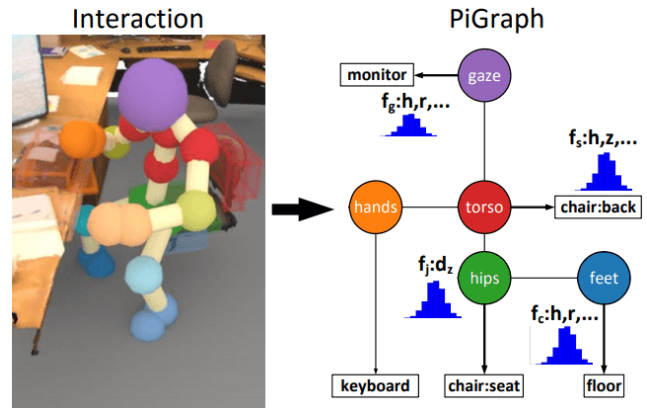 Interaction
PiGraph
gaze
monitor
f_g:h,r,...
f_s:h,z,...
hands
torso
chair:back
f_j:d_z
hips
feet
f_c:h,r,...
keyboard
chair:seat
floor